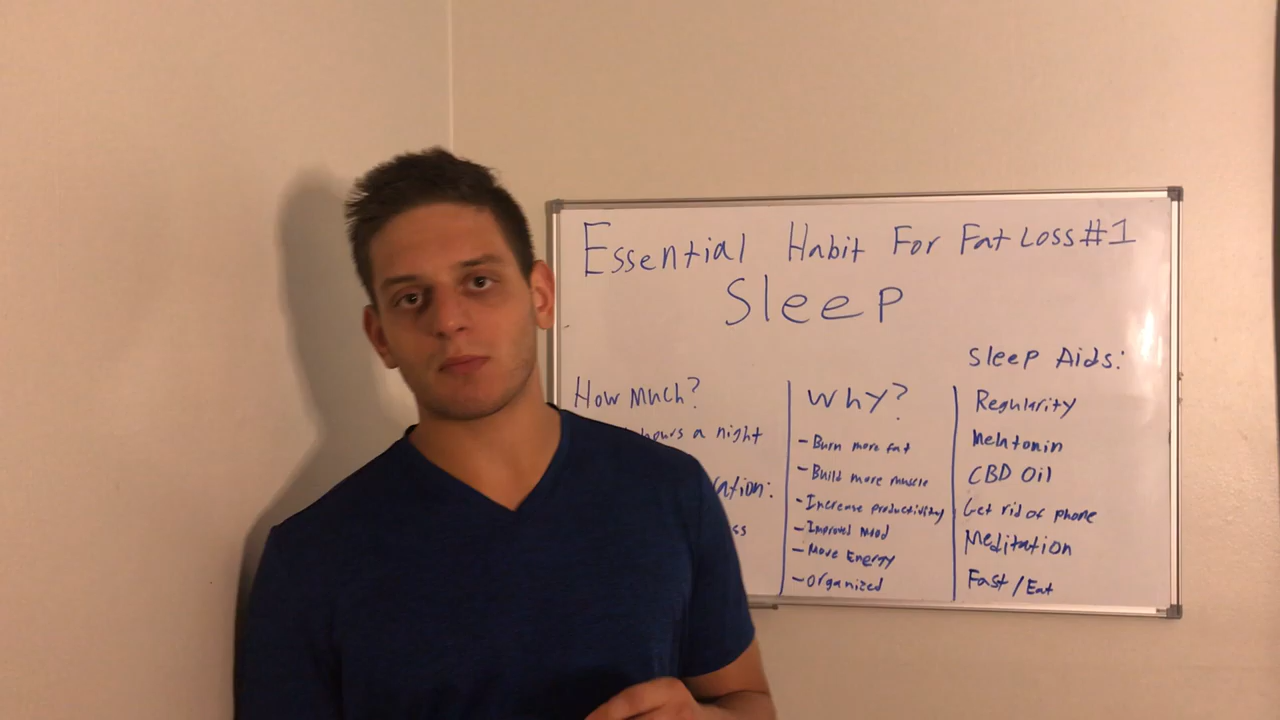 Essential Habit For Fat Loss #1
Sleep
How Much?
hours a night
Why?
- Burn more fat
- Build more muscle
- Increase productivity
- Improved Mood
- More Energy
- Organized
Sleep Aids:
Regularity
Melatonin
CBD Oil
Get rid of phone
Meditation
Fast / Eat